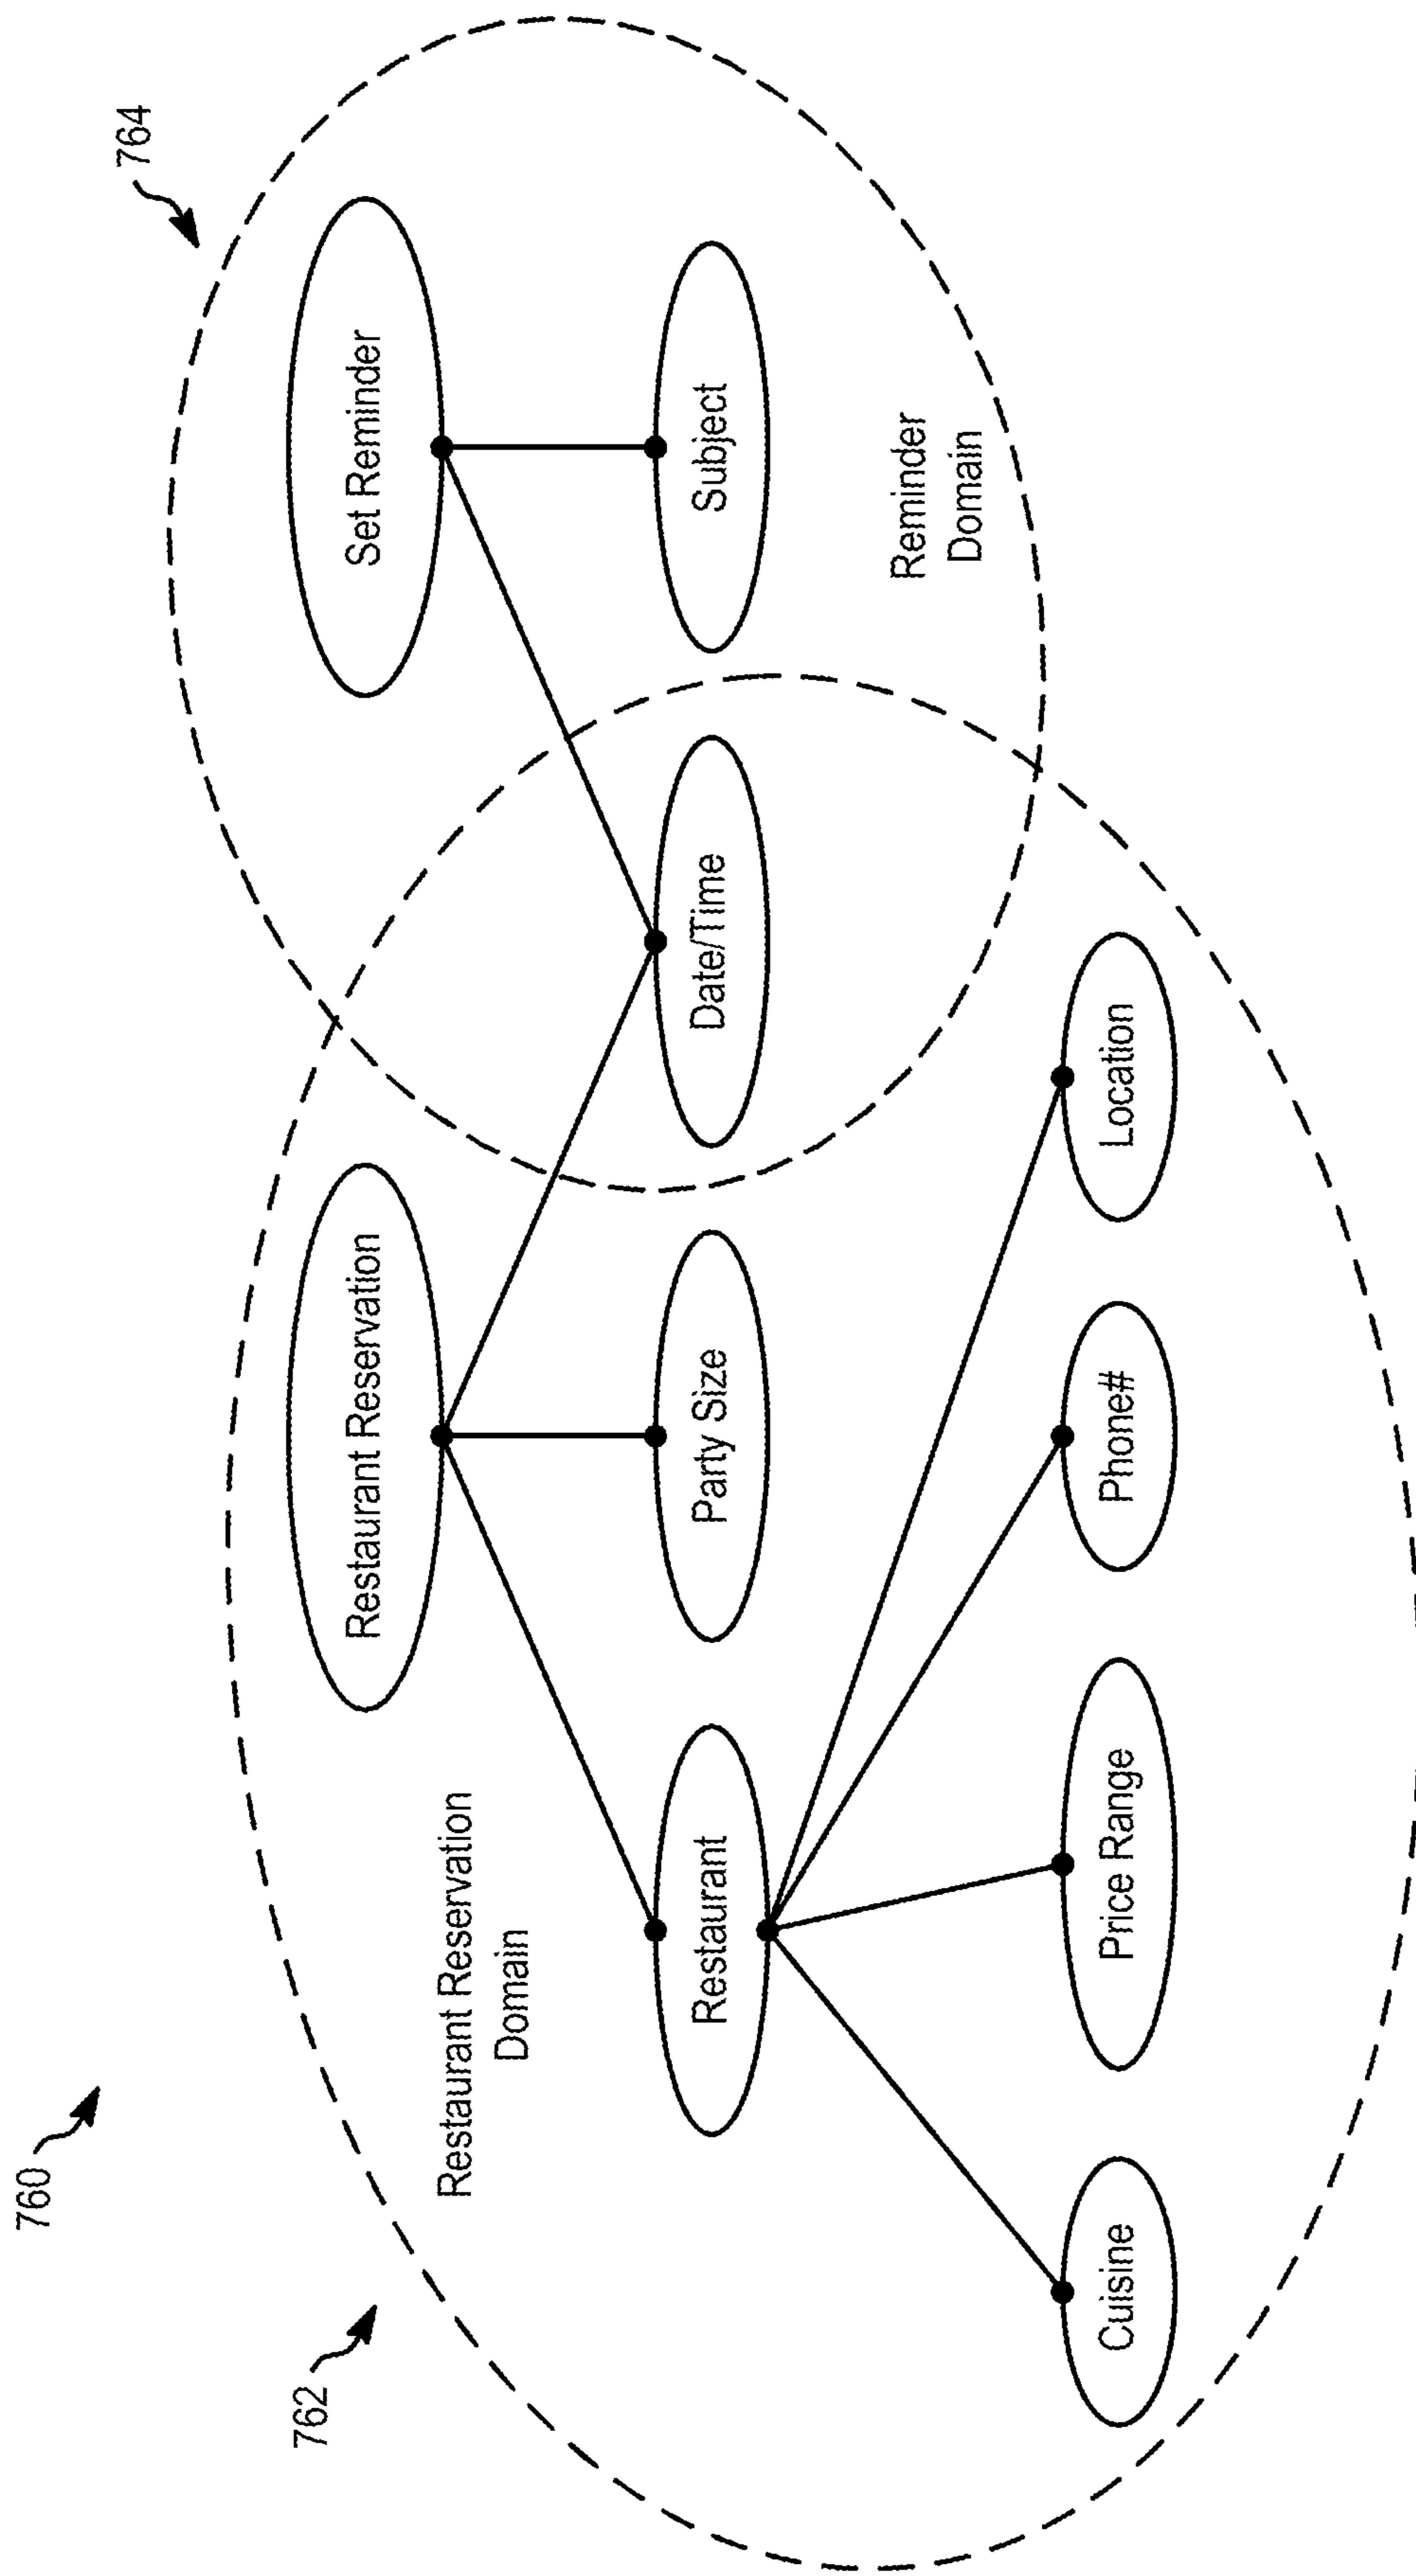 760
762
764
Restaurant Reservation
Set Reminder
Restaurant Reservation
Domain
Restaurant
Party Size
Date/Time
Subject
Reminder
Domain
Cuisine
Price Range
Phone#
Location